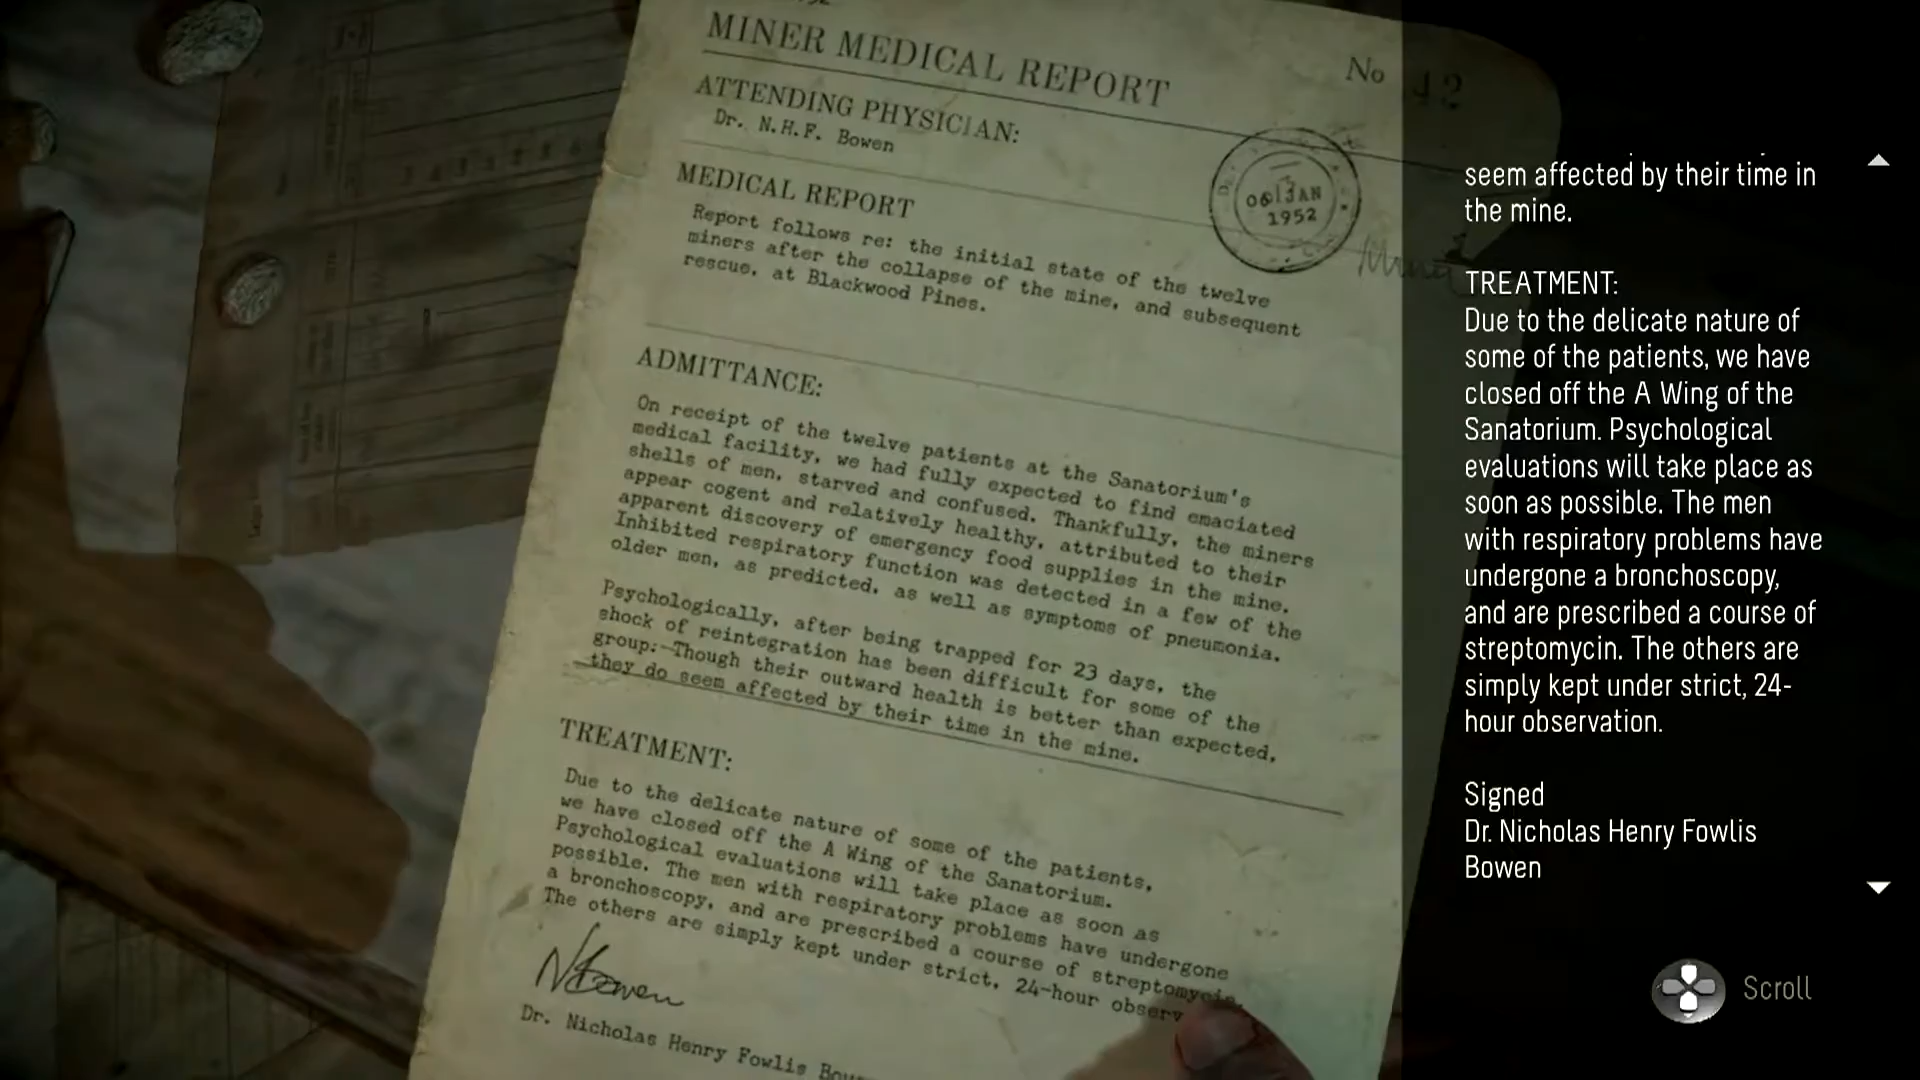 MINER MEDICAL REPORT
No 42
ATTENDING PHYSICIAN:
Dr. N.H.F. Bowen
13 JAN
1952
MEDICAL REPORT
Report follows re: the initial state of the twelve
miners after the collapse of the mine, and subsequent
rescue, at Blackwood Pines.
ADMITTANCE:
On receipt of the twelve patients at the Sanatorium's
medical facility, we had fully expected to find emaciated
shells of men, starved and confused. Thankfully, the miners
appear cogent and relatively healthy, attributed to their
apparent discovery of emergency food supplies in the mine.
Inhibited respiratory function was detected in a few of the
older men, as predicted, as well as symptoms of pneumonia.
Psychologically, after being trapped for 23 days, the
shock of reintegration has been difficult for some of the
group:-Though their outward health is better than expected,
they do seem affected by their time in the mine.
TREATMENT:
Due to the delicate nature of some of the patients,
we have closed off the A Wing of the Sanatorium.
Psychological evaluations will take place as soon as
possible. The men with respiratory problems have undergone
a bronchoscopy, and are prescribed a course of streptomycin.
The others are simply kept under strict, 24-hour observ
NBowen
Dr. Nicholas Henry Fowlis Bow
seem affected by their time in
the mine.
TREATMENT:
Due to the delicate nature of
some of the patients, we have
closed off the A Wing of the
Sanatorium. Psychological
evaluations will take place as
soon as possible. The men
with respiratory problems have
undergone a bronchoscopy,
and are prescribed a course of
streptomycin. The others are
simply kept under strict, 24-
hour observation.
Signed
Dr. Nicholas Henry Fowlis
Bowen
Scroll